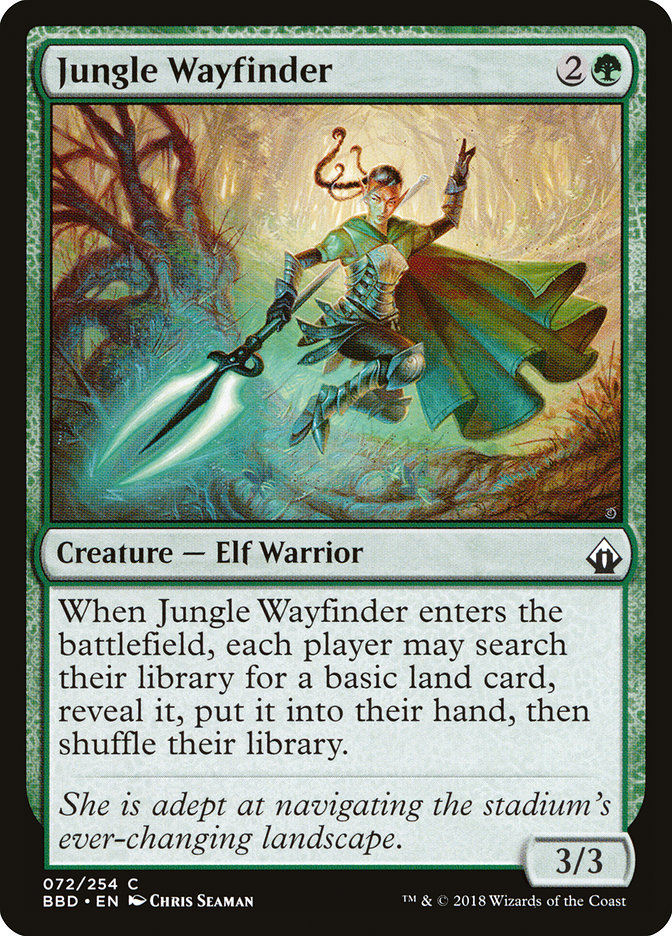 Jungle Wayfinder 2
Creature — Elf Warrior
When Jungle Wayfinder enters the
battlefield, each player may search
their library for a basic land card,
reveal it, put it into their hand, then
shuffle their library.
She is adept at navigating the stadium's
ever-changing landscape.
3/3
072/254 C
BBD • EN Chris Seaman
™ & © 2018 Wizards of the Coast